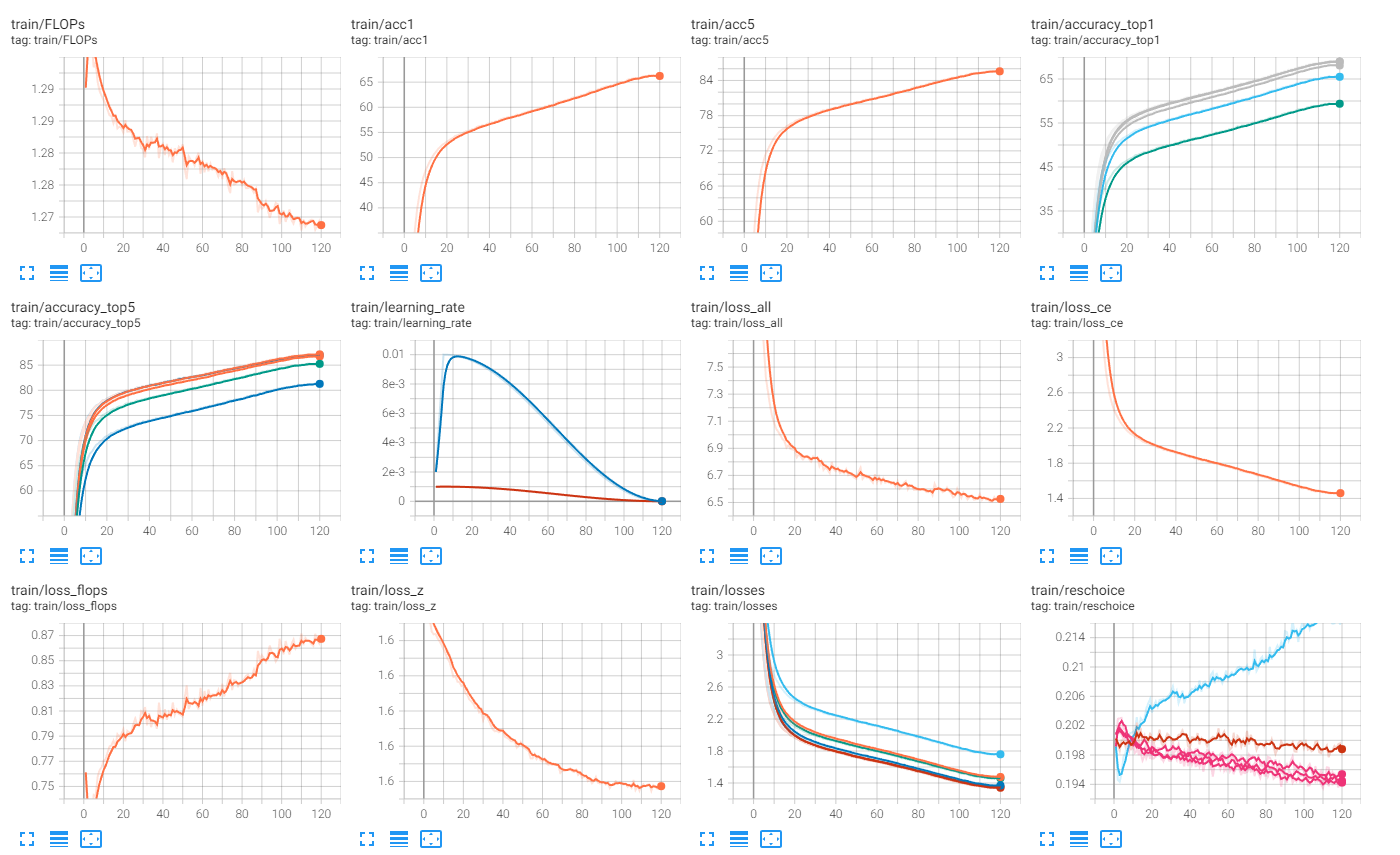 train/FLOPs
tag: train/FLOPs
1.29
1.29
1.28
1.28
1.27
0 20 40 60 80 100 120
train/acc1
tag: train/acc1
65
60
55
50
45
40
0 20 40 60 80 100 120
train/acc5
tag: train/acc5
84
78
72
66
60
0 20 40 60 80 100 120
train/accuracy_top1
tag: train/accuracy_top1
65
55
45
35
0 20 40 60 80 100 120
train/accuracy_top5
tag: train/accuracy_top5
85
80
75
70
65
60
0 20 40 60 80 100 120
train/learning_rate
tag: train/learning_rate
0.01
8e-3
6e-3
4e-3
2e-3
0
0 20 40 60 80 100 120
train/loss_all
tag: train/loss_all
7.5
7.3
7.1
6.9
6.7
6.5
0 20 40 60 80 100 120
train/loss_ce
tag: train/loss_ce
3
2.6
2.2
1.8
1.4
0 20 40 60 80 100 120
train/loss_flops
tag: train/loss_flops
0.87
0.85
0.83
0.81
0.79
0.77
0.75
0 20 40 60 80 100 120
train/loss_z
tag: train/loss_z
1.6
1.6
1.6
1.6
1.6
0 20 40 60 80 100 120
train/losses
tag: train/losses
3
2.6
2.2
1.8
1.4
0 20 40 60 80 100 120
train/reschoice
tag: train/reschoice
0.214
0.21
0.206
0.202
0.198
0.194
0 20 40 60 80 100 120